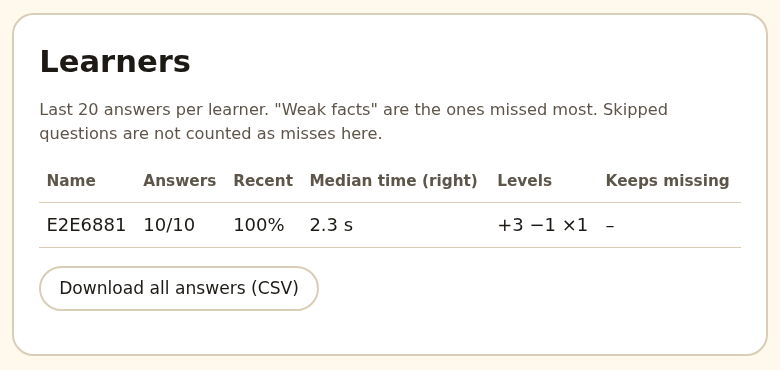 Learners
Last 20 answers per learner. "Weak facts" are the ones missed most. Skipped
questions are not counted as misses here.
Name Answers Recent Median time (right) Levels Keeps missing
E2E6881 10/10 100% 2.3 s +3 −1 ×1 –
Download all answers (CSV)